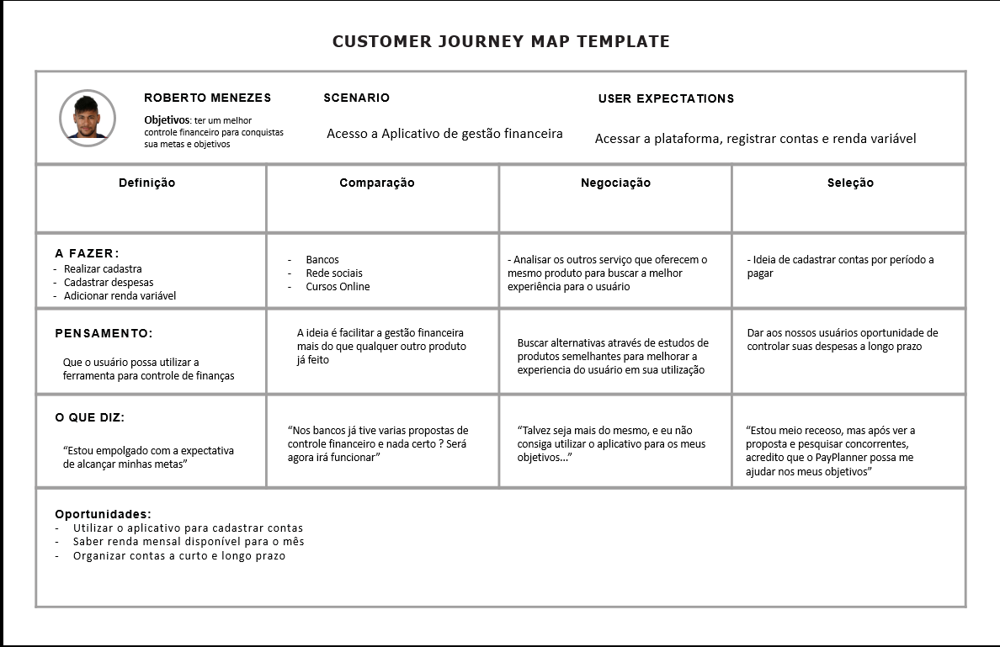 CUSTOMER JOURNEY MAP TEMPLATE
ROBERTO MENEZES
Objetivos: ter um melhor
controle financeiro para conquistas
sua metas e objetivos
SCENARIO
Acesso a Aplicativo de gestão financeira
USER EXPECTATIONS
Acessar a plataforma, registrar contas e renda variável
Definição
Comparação
Negociação
Seleção
A FAZER:
- Realizar cadastra
- Cadastrar despesas
- Adicionar renda variável
- Bancos
- Rede sociais
- Cursos Online
- Analisar os outros serviço que oferecem o
mesmo produto para buscar a melhor
experiência para o usuário
- Ideia de cadastrar contas por período a
pagar
PENSAMENTO:
Que o usuário possa utilizar a
ferramenta para controle de finanças
A ideia é facilitar a gestão financeira
mais do que qualquer outro produto
já feito
Buscar alternativas através de estudos de
produtos semelhantes para melhorar a
experiencia do usuário em sua utilização
Dar aos nossos usuários oportunidade de
controlar suas despesas a longo prazo
O QUE DIZ:
“Estou empolgado com a expectativa
de alcançar minhas metas”
“Nos bancos já tive varias propostas de
controle financeiro e nada certo ? Será
agora irá funcionar”
“Talvez seja mais do mesmo, e eu não
consiga utilizar o aplicativo para os meus
objetivos...”
“Estou meio receoso, mas após ver a
proposta e pesquisar concorrentes,
acredito que o PayPlanner possa me
ajudar nos meus objetivos”
Oportunidades:
- Utilizar o aplicativo para cadastrar contas
- Saber renda mensal disponível para o mês
- Organizar contas a curto e longo prazo